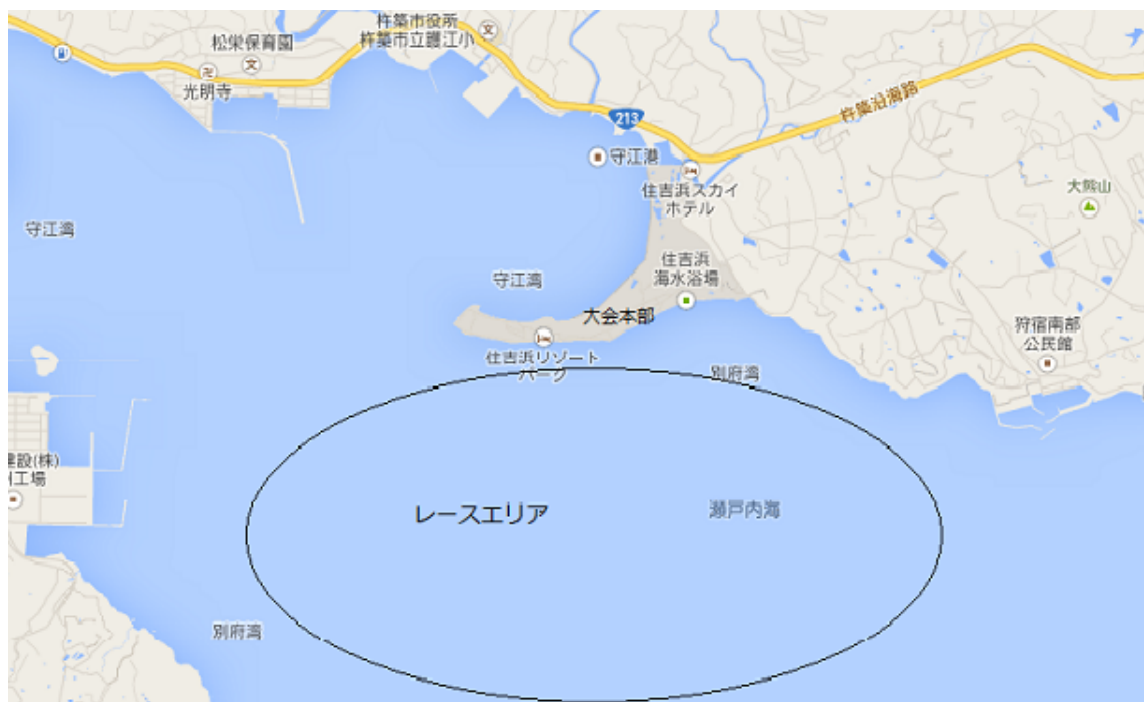 杵築市役所
杵築市立護江小
松栄保育園
光明寺
213
杵築沿海路
守江港
住吉浜スカイ
ホテル
大熊山
守江湾
守江湾
住吉浜
海水浴場
大会本部
狩宿南部
公民館
住吉浜リゾート
パーク
別府湾
建設(株)
工場
レースエリア
瀬戸内海
別府湾